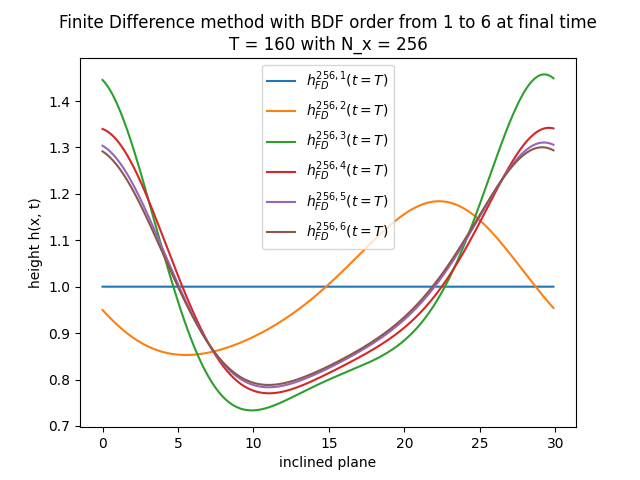 Finite Difference method with BDF order from 1 to 6 at final time
T = 160 with N_x = 256
h_{FD}^{256,1}(t = T)
h_{FD}^{256,2}(t = T)
h_{FD}^{256,3}(t = T)
h_{FD}^{256,4}(t = T)
h_{FD}^{256,5}(t = T)
h_{FD}^{256,6}(t = T)
height h(x, t)
1.4
1.3
1.2
1.1
1.0
0.9
0.8
0.7
0 5 10 15 20 25 30
inclined plane